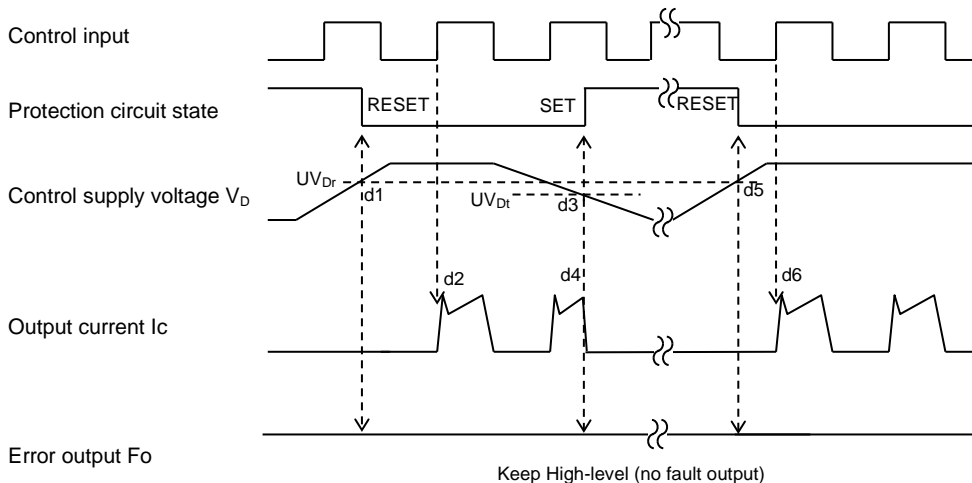 Control input
Protection circuit state
RESET
SET
RESET
Control supply voltage VD
UVDr
d1
UVDt
d3
d5
d2
d4
d6
Output current Ic
Error output Fo
Keep High-level (no fault output)